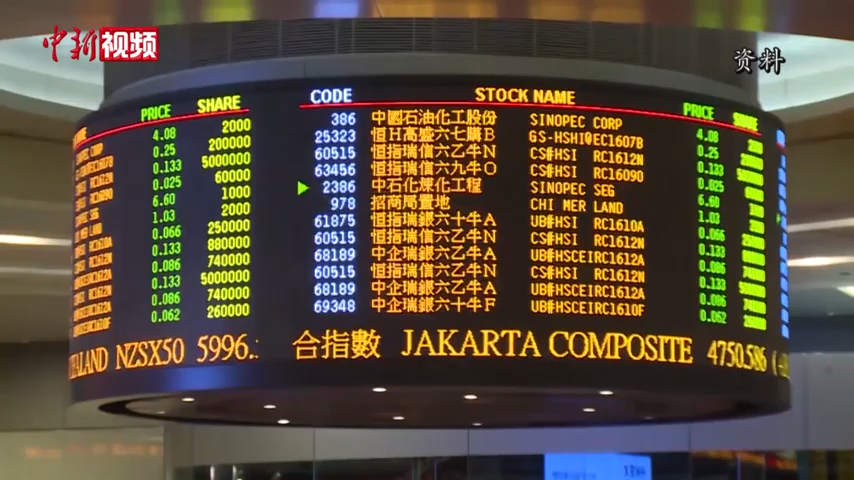 中新视频
资料
PRICE SHARE CODE STOCK NAME PRICE SHARE
4.08 2000 386 中國石油化工股份 SINOPEC CORP 4.08
CORP 0.25 200000 25323 恒H高盛六七購B GS-HSHI@EC1607B 0.25
0.133 5000000 60515 恒指瑞信六乙牛N CS#HSI RC1612N 0.133
RC1612N 0.025 60000 63456 恒指瑞信六九牛O CS#HSI RC16090 0.025
RC16090 6.60 1000 2386 中石化煉化工程 SINOPEC SEG 6.60
SEG 1.03 2000 978 招商局置地 CHI MER LAND 1.03
LAND 0.066 250000 61875 恒指瑞銀六十牛A UB#HSI RC1610A 0.066
RC1610A 0.133 880000 60515 恒指瑞信六乙牛N CS#HSI RC1612N 0.133
RC1612N 0.086 740000 68189 中企瑞銀六乙牛A UB#HSCEIRC1612A 0.086
0.133 5000000 60515 恒指瑞信六乙牛N CS#HSI RC1612N 0.133
0.086 740000 68189 中企瑞銀六乙牛A UB#HSCEIRC1612A 0.086
0.062 260000 69348 中企瑞銀六十牛F UB#HSCEIRC1610F 0.062
ALAND NZSX50 5996. 合指數 JAKARTA COMPOSITE 4750.586 (